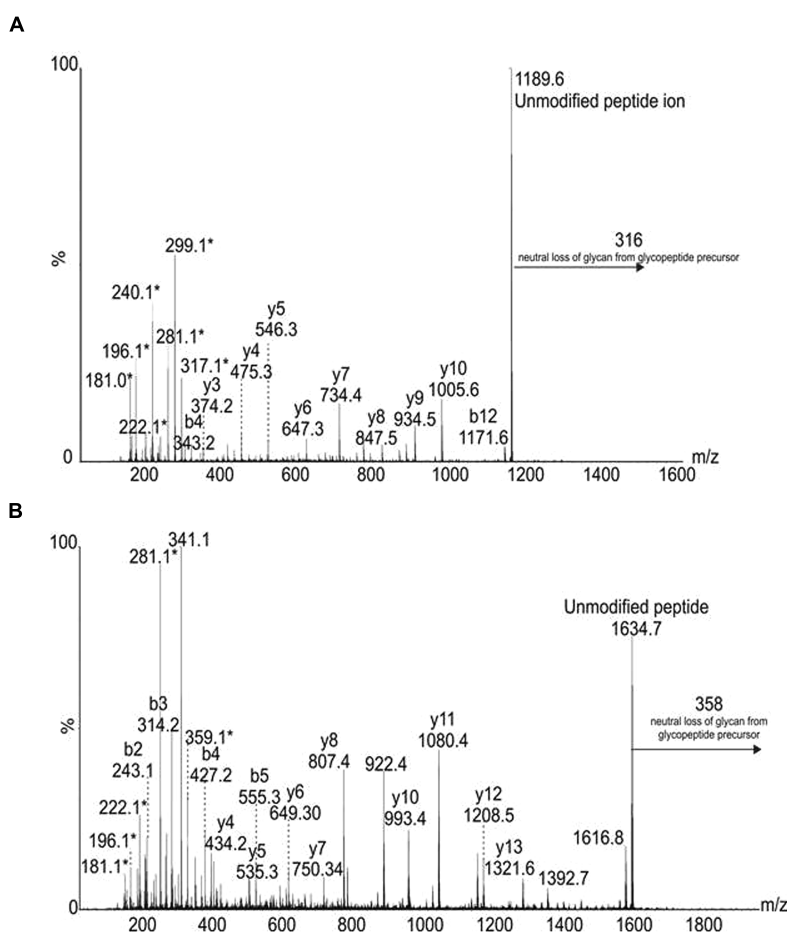 A
100
1189.6
Unmodified peptide ion
316
neutral loss of glycan from glycopeptide precursor
%
299.1*
240.1*
281.1*
196.1*
317.1*
181.0*
222.1*
b4
343.2
y3
374.2
y4
475.3
y5
546.3
y6
647.3
y7
734.4
y8
847.5
y9
934.5
y10
1005.6
b12
1171.6
0
200 400 600 800 1000 1200 1400 1600 m/z
B
100
281.1*
341.1
Unmodified peptide
1634.7
358
neutral loss of glycan from
glycopeptide precursor
%
b3
314.2
b2
243.1
359.1*
b4
427.2
222.1*
196.1*
181.1*
y4
434.2
b5
555.3
y5
535.3
y6
649.30
y7
750.34
y8
807.4
922.4
y10
993.4
y11
1080.4
y12
1208.5
y13
1321.6
1392.7
1616.8
0
200 400 600 800 1000 1200 1400 1600 1800 m/z